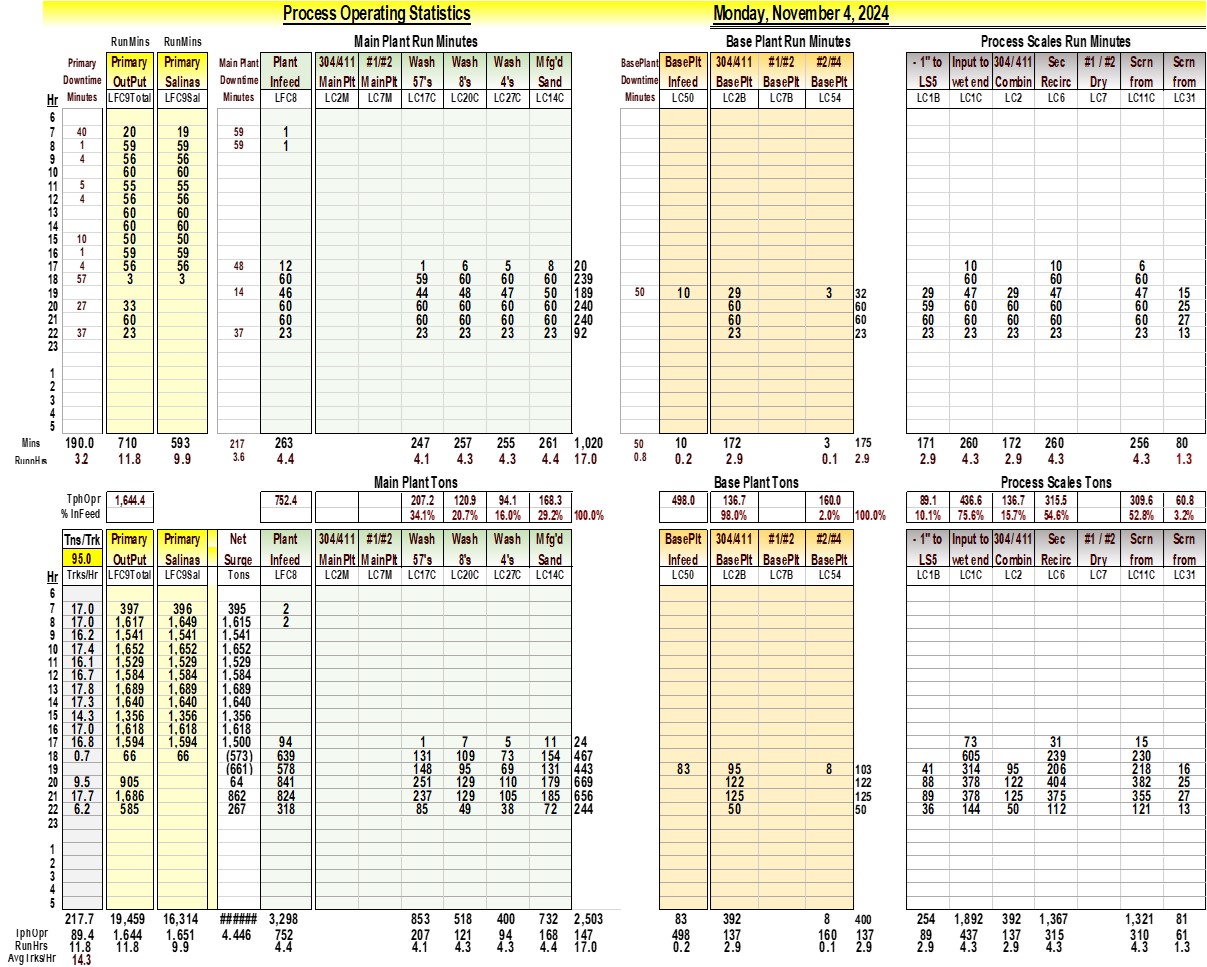 Process Operating Statistics Monday, November 4, 2024
RunMins RunMins Main Plant Run Minutes Base Plant Run Minutes Process Scales Run Minutes
Primary Primary Primary Main Plant Plant 304/411 #1/#2 Wash Wash Wash Mfg'd BasePlant BasePlt 304/411 #1/#2 #2/#4 - 1" to Input to 304/411 Sec #1 / #2 Scrn Scrn
Downtime OutPut Salinas Downtime Infeed MainPlt MainPlt 57's 8's 4's Sand Downtime Infeed BasePlt BasePlt BasePlt LS5 wet end Combin Recirc Dry from from
Hr Minutes LFC9Total LFC9Sal Minutes LFC8 LC2M LC7M LC17C LC20C LC27C LC14C Minutes LC50 LC2B LC7B LC54 LC1B LC1C LC2 LC6 LC7 LC11C LC31
6
7 40 20 19 59 1
8 1 59 59 59 1
9 4 56 56
10 60 60
11 5 55 55
12 4 56 56
13 60 60
14 60 60
15 10 50 50
16 1 59 59
17 4 56 56 48 12 1 6 5 8 20 10 10 6
18 57 3 3 60 59 60 60 60 239 60 60 60
19 14 46 44 48 47 50 189 50 10 29 3 32 29 47 29 47 47 15
20 27 33 60 60 60 60 60 240 60 60 59 60 60 60 60 25
21 60 60 60 60 60 60 240 60 60 60 60 60 60 60 27
22 37 23 37 23 23 23 23 23 92 23 23 23 23 23 23 23 13
23
1
2
3
4
5
Mins 190.0 710 593 217 263 247 257 255 261 1,020 50 10 172 3 175 171 260 172 260 256 80
RunnHrs 3.2 11.8 9.9 3.6 4.4 4.1 4.3 4.3 4.4 17.0 0.8 0.2 2.9 0.1 2.9 2.9 4.3 2.9 4.3 4.3 1.3
Main Plant Tons Base Plant Tons Process Scales Tons
TphOpr 1,644.4 752.4 207.2 120.9 94.1 168.3 498.0 136.7 160.0 89.1 436.6 136.7 315.5 309.6 60.8
% InFeed 34.1% 20.7% 16.0% 29.2% 100.0% 98.0% 2.0% 100.0% 10.1% 75.6% 15.7% 54.6% 52.8% 3.2%
Tns/Trk Primary Primary Net Plant 304/411 #1/#2 Wash Wash Wash Mfg'd BasePlt 304/411 #1/#2 #2/#4 - 1" to Input to 304/411 Sec #1 / #2 Scrn Scrn
95.0 OutPut Salinas Surge Infeed MainPlt MainPlt 57's 8's 4's Sand Infeed BasePlt BasePlt BasePlt LS5 wet end Combin Recirc Dry from from
Hr Trks/Hr LFC9Total LFC9Sal Tons LFC8 LC2M LC7M LC17C LC20C LC27C LC14C LC50 LC2B LC7B LC54 LC1B LC1C LC2 LC6 LC7 LC11C LC31
6
7 17.0 397 396 395 2
8 17.0 1,617 1,649 1,615 2
9 16.2 1,541 1,541 1,541
10 17.4 1,652 1,652 1,652
11 16.1 1,529 1,529 1,529
12 16.7 1,584 1,584 1,584
13 17.8 1,689 1,689 1,689
14 17.3 1,640 1,640 1,640
15 14.3 1,356 1,356 1,356
16 17.0 1,618 1,618 1,618
17 16.8 1,594 1,594 1,500 94 1 7 5 11 24 73 31 15
18 0.7 66 66 (573) 639 131 109 73 154 467 605 239 230
19 (661) 578 148 95 69 131 443 83 95 8 103 41 314 95 206 218 16
20 9.5 905 64 841 251 129 110 179 669 122 122 88 378 122 404 382 25
21 17.7 1,686 862 824 237 129 105 185 656 125 125 89 378 125 375 355 27
22 6.2 585 267 318 85 49 38 72 244 50 50 36 144 50 112 121 13
23
1
2
3
4
5
217.7 19,459 16,314 ###### 3,298 853 518 400 732 2,503 83 392 8 400 254 1,892 392 1,367 1,321 81
TphOpr 89.4 1,644 1,651 4.446 752 207 121 94 168 147 498 137 160 137 89 437 137 315 310 61
RunHrs 11.8 11.8 9.9 4.4 4.1 4.3 4.3 4.4 17.0 0.2 2.9 0.1 2.9 2.9 4.3 2.9 4.3 4.3 1.3
AvgTrks/Hr 14.3